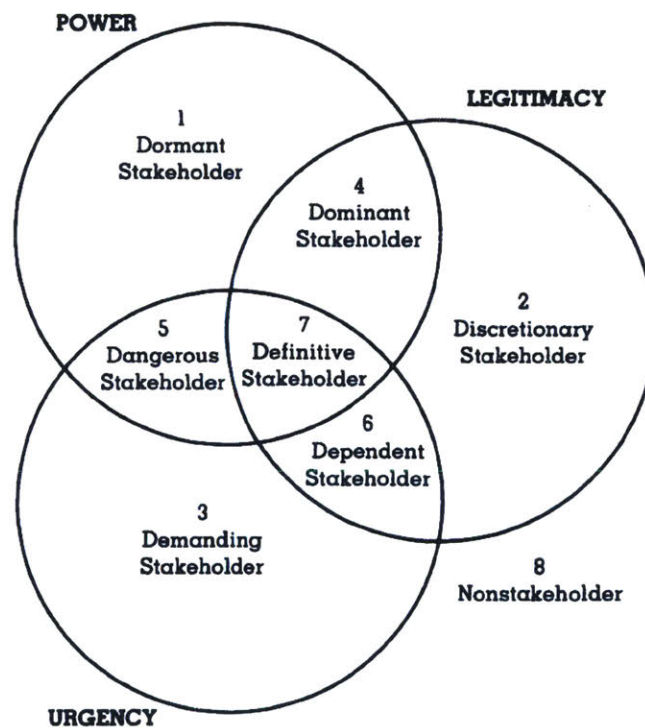 POWER
LEGITIMACY
1
Dormant
Stakeholder
4
Dominant
Stakeholder
2
Discretionary
Stakeholder
5
Dangerous
Stakeholder
7
Definitive
Stakeholder
6
Dependent
Stakeholder
3
Demanding
Stakeholder
8
Nonstakeholder
URGENCY